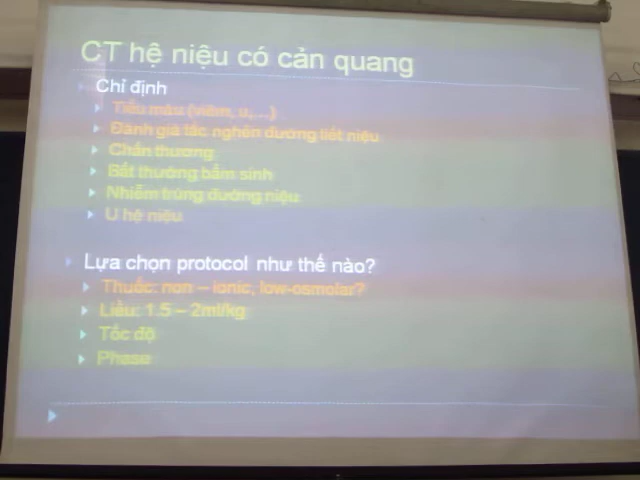 CT hệ niệu có cản quang
Chỉ định
Tiểu máu (viêm, u,...)
Đánh giá tắc nghẽn đường tiết niệu
Chấn thương
Bất thường bẩm sinh
Nhiễm trùng đường niệu
U hệ niệu
Lựa chọn protocol như thế nào?
Thuốc: non – ionic, low-osmolar?
Liều: 1.5 – 2ml/kg
Tốc độ
Phase